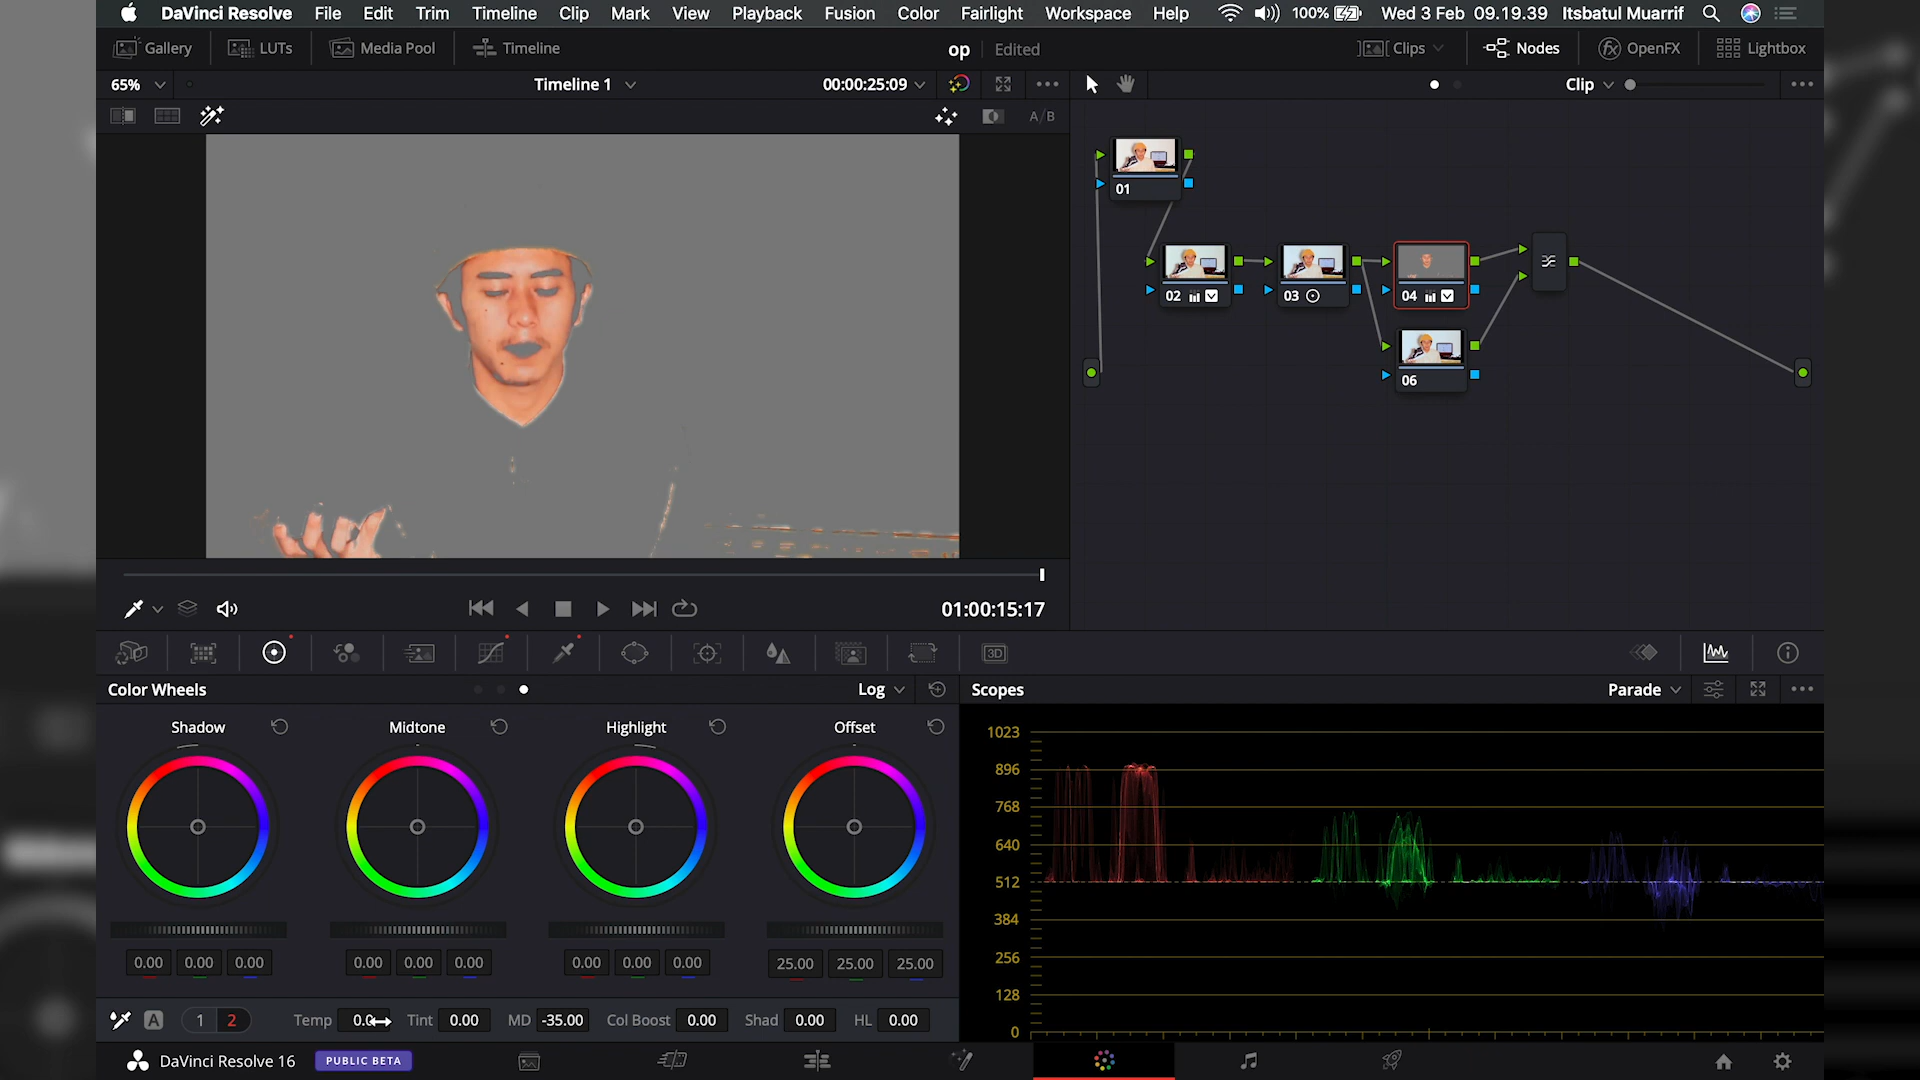 DaVinci Resolve File Edit Trim Timeline Clip Mark View Playback Fusion Color Fairlight Workspace Help 100% Wed 3 Feb 09.19.39 Itsbatul Muarrif
Gallery LUTs Media Pool Timeline op Edited Clips Nodes OpenFX Lightbox
65% Timeline 1 00:00:25:09 Clip
A/B
01
02 03 04
06
01:00:15:17
3D
Color Wheels Log Scopes Parade
Shadow Midtone Highlight Offset
1023
896
768
640
512
384
256
128
0
0.00 0.00 0.00 0.00 0.00 0.00 0.00 0.00 0.00 25.00 25.00 25.00
A 1 2 Temp 0.0 Tint 0.00 MD -35.00 Col Boost 0.00 Shad 0.00 HL 0.00
DaVinci Resolve 16 PUBLIC BETA